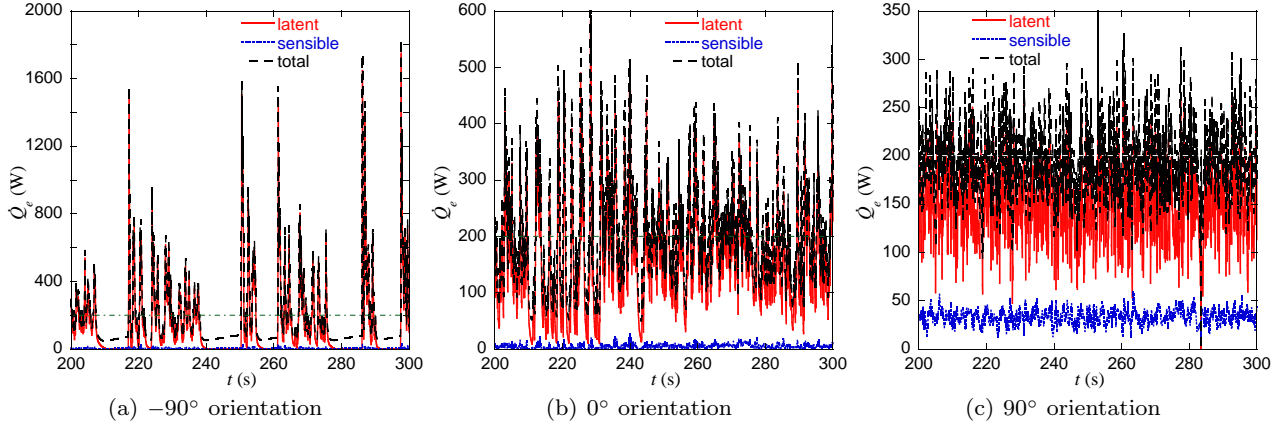 2000
1600
1200
800
400
0
200 220 240 260 280 300
Q̇e (W)
t (s)
latent
sensible
total
(a) −90° orientation
600
500
400
300
200
100
0
200 220 240 260 280 300
Q̇e (W)
t (s)
latent
sensible
total
(b) 0° orientation
350
300
250
200
150
100
50
0
200 220 240 260 280 300
Q̇e (W)
t (s)
latent
sensible
total
(c) 90° orientation